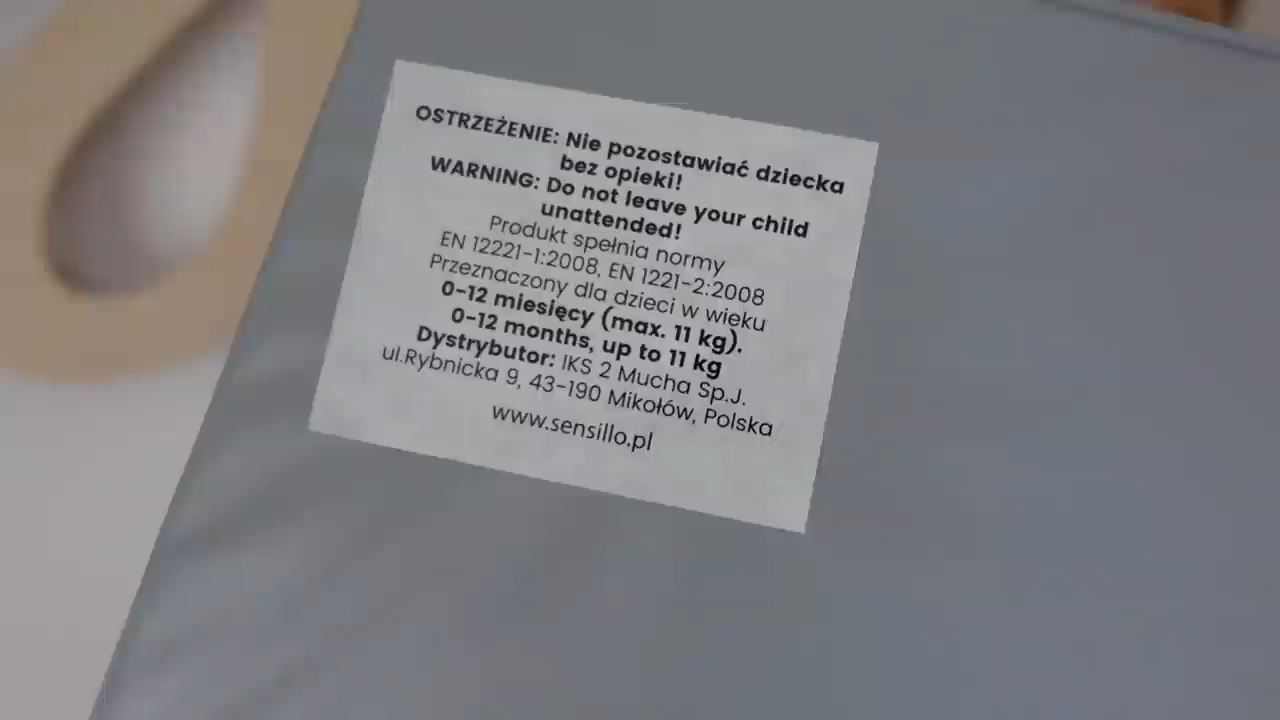 OSTRZEŻENIE: Nie pozostawiać dziecka
bez opieki!
WARNING: Do not leave your child
unattended!
Produkt spełnia normy
EN 12221-1:2008, EN 1221-2:2008
Przeznaczony dla dzieci w wieku
0-12 miesięcy (max. 11 kg).
0-12 months, up to 11 kg
Dystrybutor: IKS 2 Mucha Sp.J.
ul.Rybnicka 9, 43-190 Mikołów, Polska
www.sensillo.pl